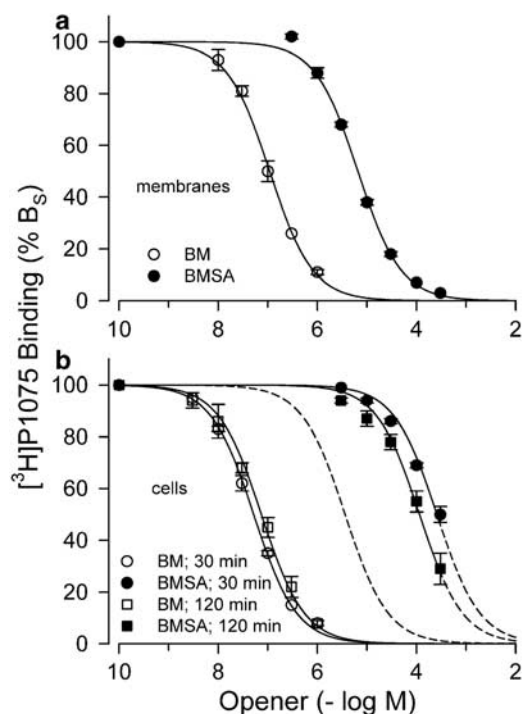 a
[³H]P1075 Binding (% B_S)
100
80
60
40
20
0
membranes
BM
BMSA
10 8 6 4 2
b
100
80
60
40
20
0
cells
BM; 30 min
BMSA; 30 min
BM; 120 min
BMSA; 120 min
10 8 6 4 2
Opener (- log M)